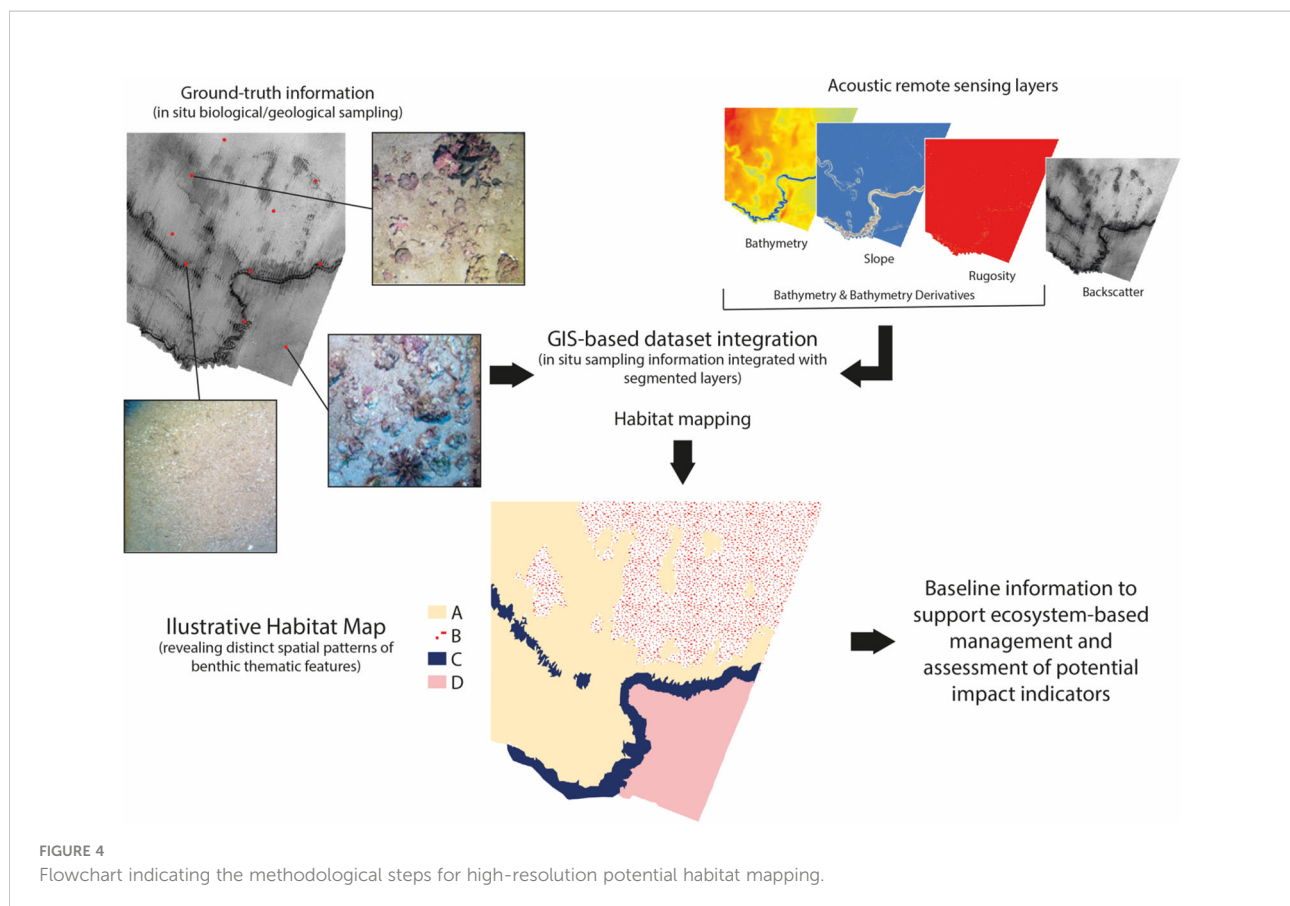 Ground-truth information
(in situ biological/geological sampling)
Acoustic remote sensing layers
Bathymetry
Slope
Rugosity
Backscatter
Bathymetry & Bathymetry Derivatives
GIS-based dataset integration
(in situ sampling information integrated with
segmented layers)
Habitat mapping
Ilustrative Habitat Map
(revealing distinct spatial patterns of
benthic thematic features)
A
B
C
D
Baseline information to
support ecosystem-based
management and
assessment of potential
impact indicators
FIGURE 4
Flowchart indicating the methodological steps for high-resolution potential habitat mapping.